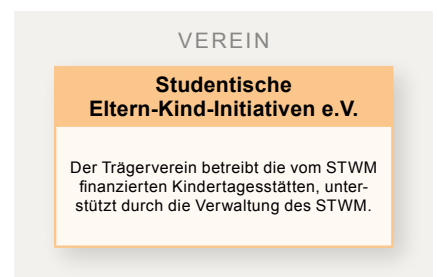 VEREIN
Studentische
Eltern-Kind-Initiativen e.V.
Der Trägerverein betreibt die vom STWM
finanzierten Kindertagesstätten, unter-
stützt durch die Verwaltung des STWM.